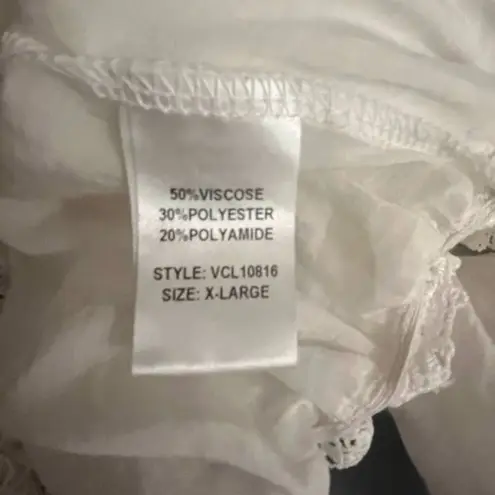 50%VISCOSE
30%POLYESTER
20%POLYAMIDE
STYLE: VCL10816
SIZE: X-LARGE